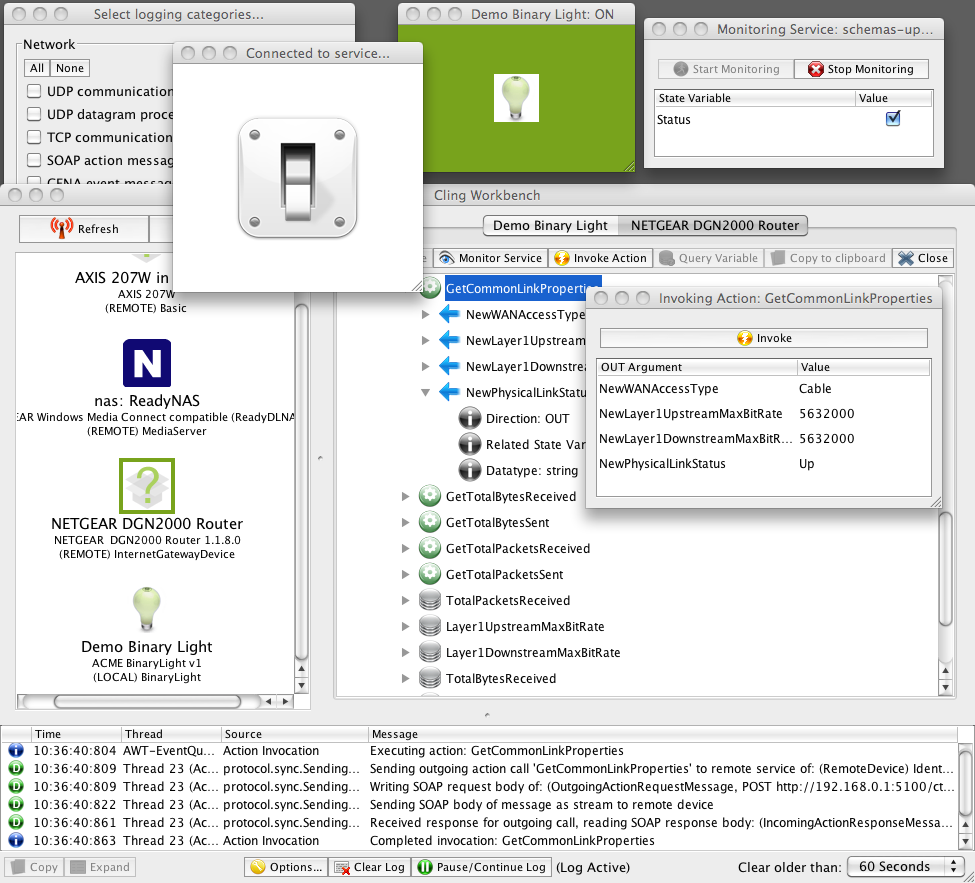 Select logging categories...
Network
All None
UDP communication
UDP datagram proce
TCP communication
SOAP action messag
GENA event messag
Connected to service...
Demo Binary Light: ON
Monitoring Service: schemas-up...
Start Monitoring Stop Monitoring
State Variable Value
Status
Cling Workbench
Refresh
AXIS 207W in
AXIS 207W
(REMOTE) Basic
N
nas: ReadyNAS
EAR Windows Media Connect compatible (ReadyDLNA
(REMOTE) MediaServer
?
NETGEAR DGN2000 Router
NETGEAR DGN2000 Router 1.1.8.0
(REMOTE) InternetGatewayDevice
Demo Binary Light
ACME BinaryLight v1
(LOCAL) BinaryLight
Demo Binary Light NETGEAR DGN2000 Router
Monitor Service Invoke Action Query Variable Copy to clipboard Close
GetCommonLinkProperties
NewWANAccessType
NewLayer1Upstream
NewLayer1Downstrea
NewPhysicalLinkStatu
Direction: OUT
Related State Var
Datatype: string
GetTotalBytesReceived
GetTotalBytesSent
GetTotalPacketsReceived
GetTotalPacketsSent
TotalPacketsReceived
Layer1UpstreamMaxBitRate
Layer1DownstreamMaxBitRate
TotalBytesReceived
Invoking Action: GetCommonLinkProperties
Invoke
OUT Argument Value
NewWANAccessType Cable
NewLayer1UpstreamMaxBitRate 5632000
NewLayer1DownstreamMaxBitR... 5632000
NewPhysicalLinkStatus Up
Time Thread Source Message
10:36:40:804 AWT-EventQu... Action Invocation Executing action: GetCommonLinkProperties
10:36:40:809 Thread 23 (Ac... protocol.sync.Sending... Sending outgoing action call 'GetCommonLinkProperties' to remote service of: (RemoteDevice) Ident...
10:36:40:809 Thread 23 (Ac... protocol.sync.Sending... Writing SOAP request body of: (OutgoingActionRequestMessage, POST http://192.168.0.1:5100/ct...
10:36:40:822 Thread 23 (Ac... protocol.sync.Sending... Sending SOAP body of message as stream to remote device
10:36:40:861 Thread 23 (Ac... protocol.sync.Sending... Received response for outgoing call, reading SOAP response body: (IncomingActionResponseMessa...
10:36:40:863 Thread 23 (Ac... Action Invocation Completed invocation: GetCommonLinkProperties
Copy Expand Options... Clear Log Pause/Continue Log (Log Active) Clear older than: 60 Seconds